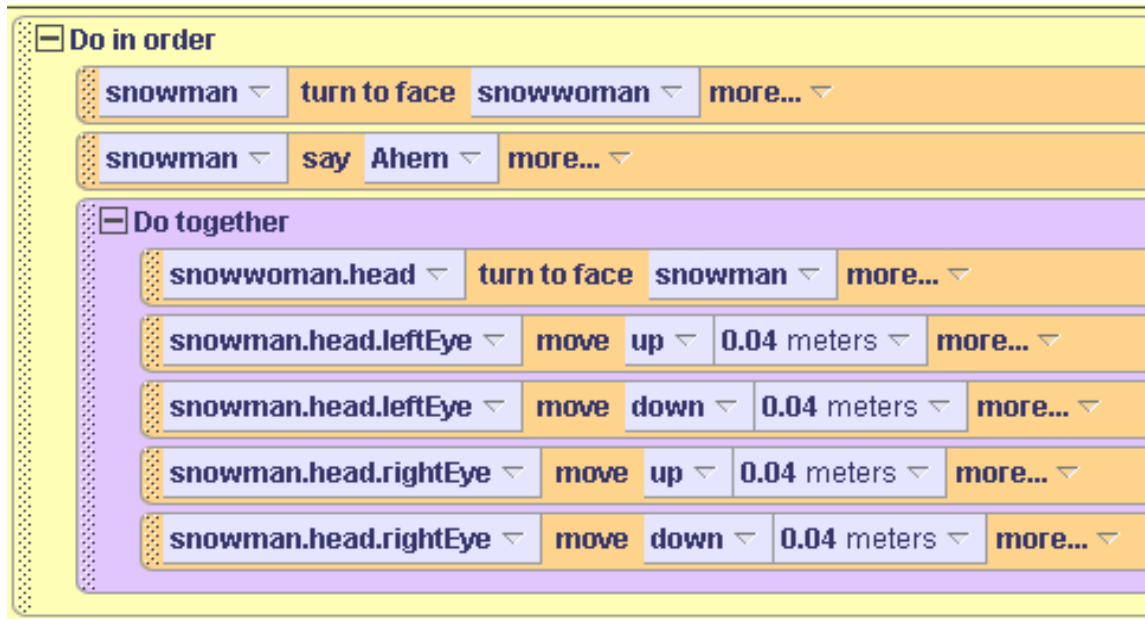 Do in order
snowman turn to face snowwoman more...
snowman say Ahem more...
Do together
snowwoman.head turn to face snowman more...
snowman.head.leftEye move up 0.04 meters more...
snowman.head.leftEye move down 0.04 meters more...
snowman.head.rightEye move up 0.04 meters more...
snowman.head.rightEye move down 0.04 meters more...